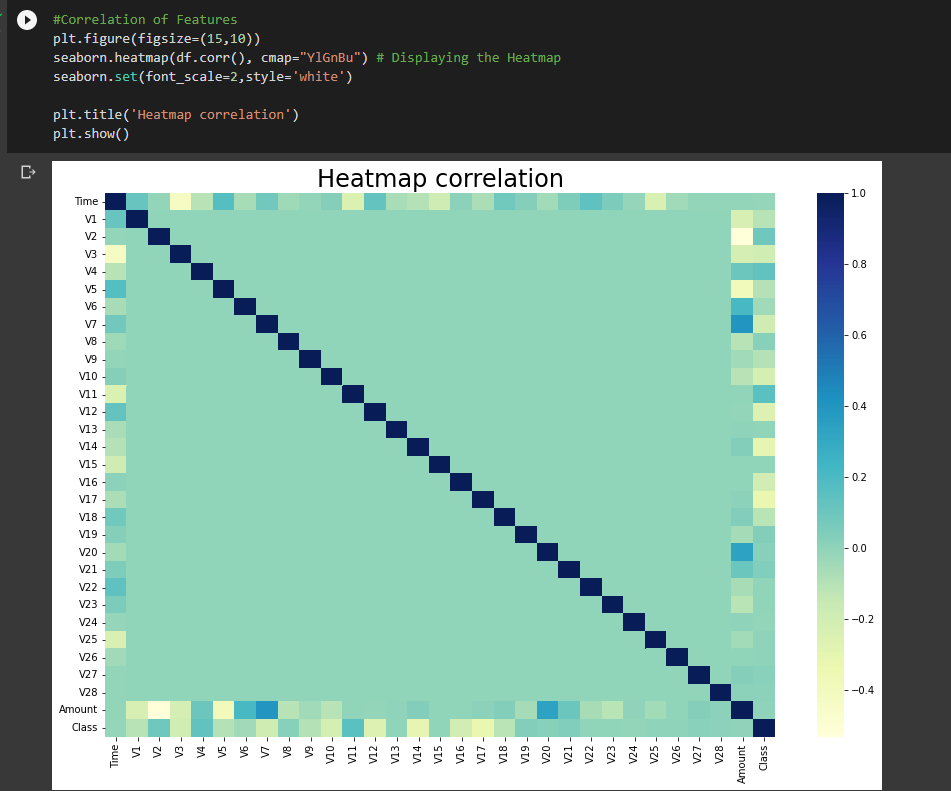 #Correlation of Features
plt.figure(figsize=(15,10))
seaborn.heatmap(df.corr(), cmap="YlGnBu") # Displaying the Heatmap
seaborn.set(font_scale=2,style='white')
plt.title('Heatmap correlation')
plt.show()
Heatmap correlation
Time
V1
V2
V3
V4
V5
V6
V7
V8
V9
V10
V11
V12
V13
V14
V15
V16
V17
V18
V19
V20
V21
V22
V23
V24
V25
V26
V27
V28
Amount
Class
Time V1 V2 V3 V4 V5 V6 V7 V8 V9 V10 V11 V12 V13 V14 V15 V16 V17 V18 V19 V20 V21 V22 V23 V24 V25 V26 V27 V28 Amount Class
1.0
0.8
0.6
0.4
0.2
0.0
−0.2
−0.4